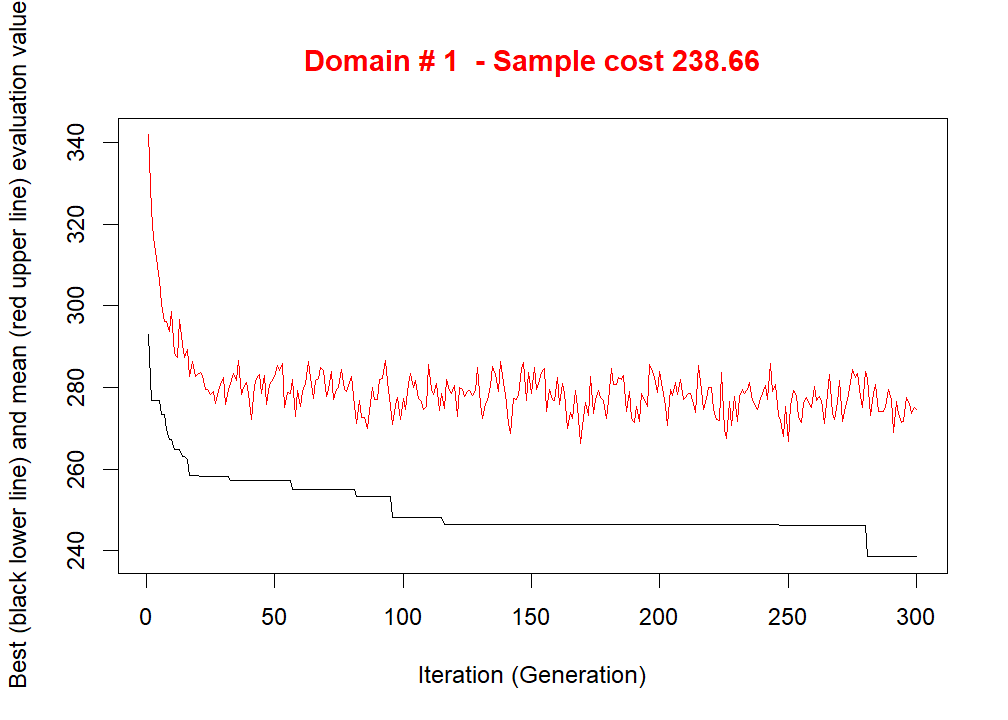 Domain # 1  - Sample cost 238.66
Best (black lower line) and mean (red upper line) evaluation value
340
320
300
280
260
240
0 50 100 150 200 250 300
Iteration (Generation)